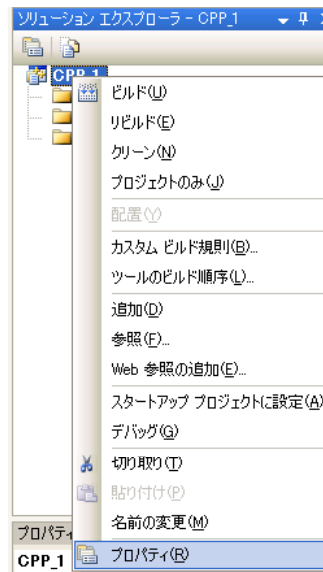 ソリューション エクスプローラ - CPP_1
CPP_1
ビルド(U)
リビルド(E)
クリーン(N)
プロジェクトのみ(J)
配置(Y)
カスタム ビルド規則(B)...
ツールのビルド順序(L)...
追加(D)
参照(F)...
Web 参照の追加(E)...
スタートアップ プロジェクトに設定(A)
デバッグ(G)
切り取り(T)
貼り付け(P)
名前の変更(M)
プロパティ
プロパティ(R)
CPP_1